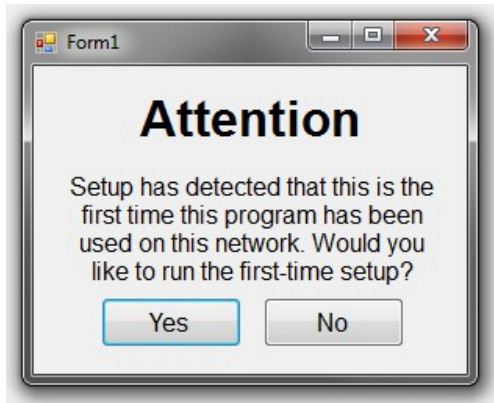 Form1
Attention
Setup has detected that this is the
first time this program has been
used on this network. Would you
like to run the first-time setup?
Yes No